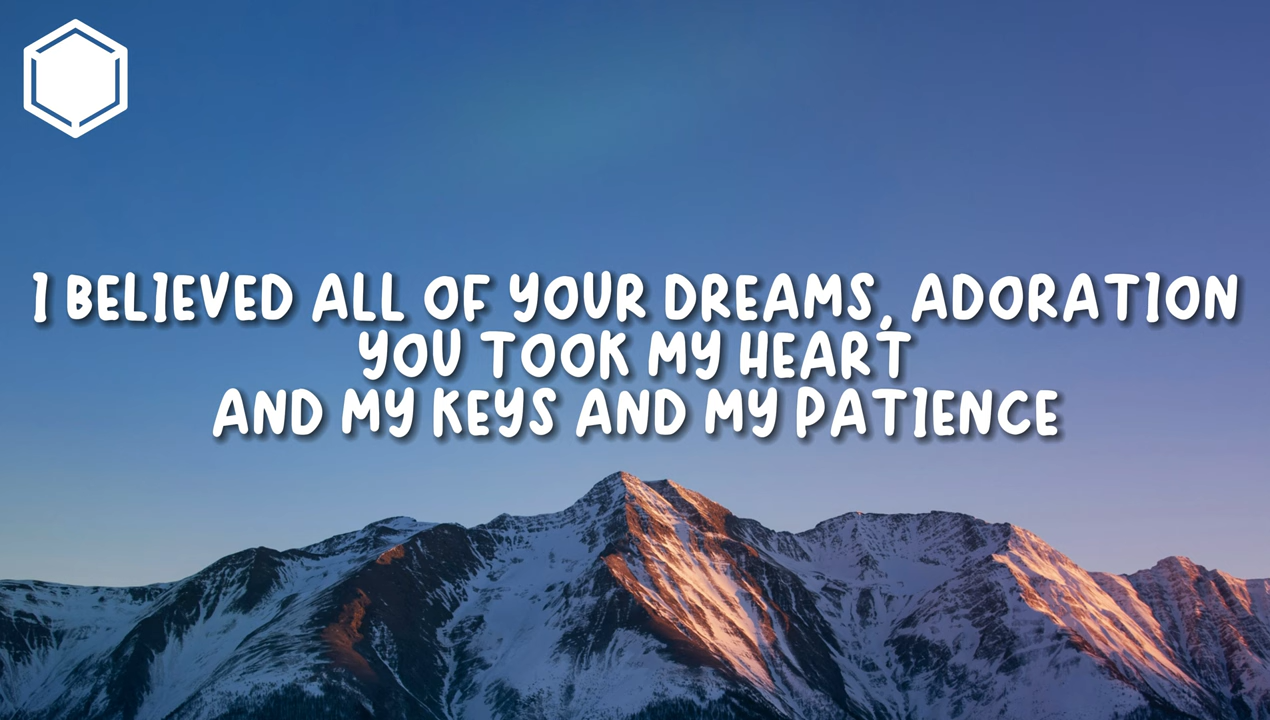 I BELIEVED ALL OF YOUR DREAMS, ADORATION
YOU TOOK MY HEART
AND MY KEYS AND MY PATIENCE